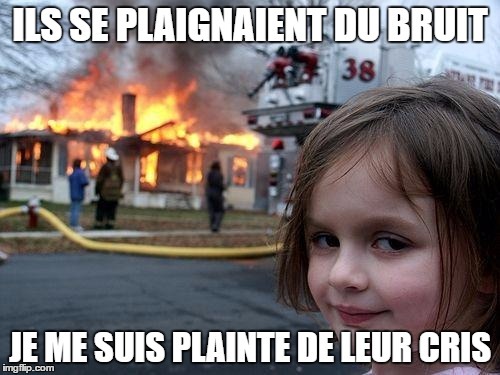 ILS SE PLAIGNAIENT DU BRUIT
38
JE ME SUIS PLAINTE DE LEUR CRIS
imgflip.com